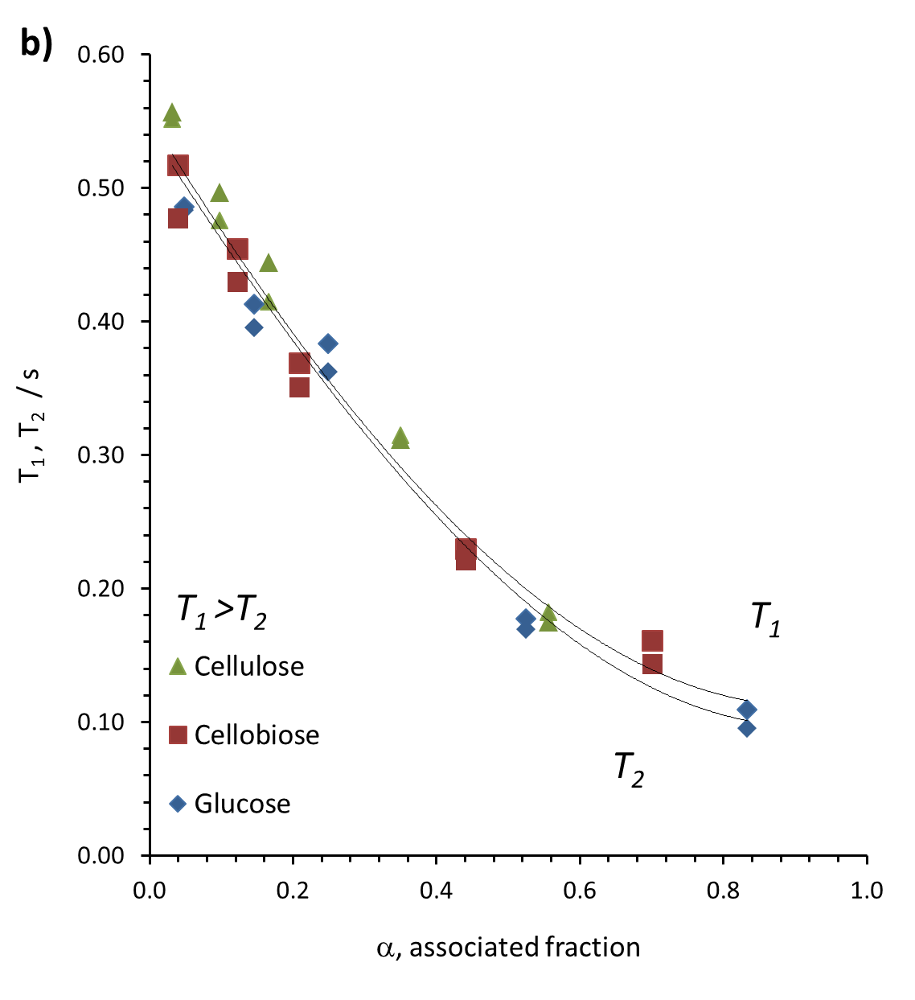 b)
0.60
0.50
0.40
0.30
0.20
0.10
0.00
T1, T2 / s
T1 >T2
Cellulose
Cellobiose
Glucose
T1
T2
0.0 0.2 0.4 0.6 0.8 1.0
α, associated fraction